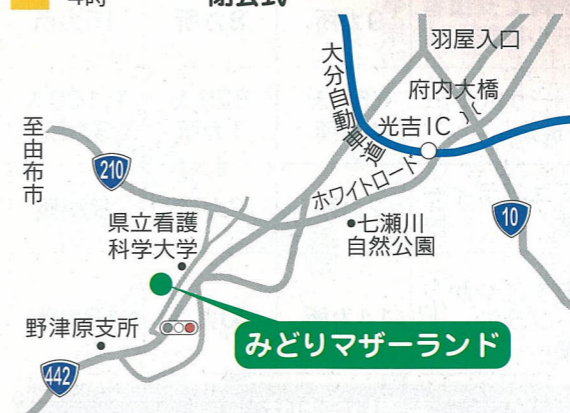 4時
閉会式
羽屋入口
大分自動車道
府内大橋
光吉IC
至由布市
210
ホワイトロード
県立看護
科学大学
七瀬川
自然公園
10
野津原支所
みどりマザーランド
442